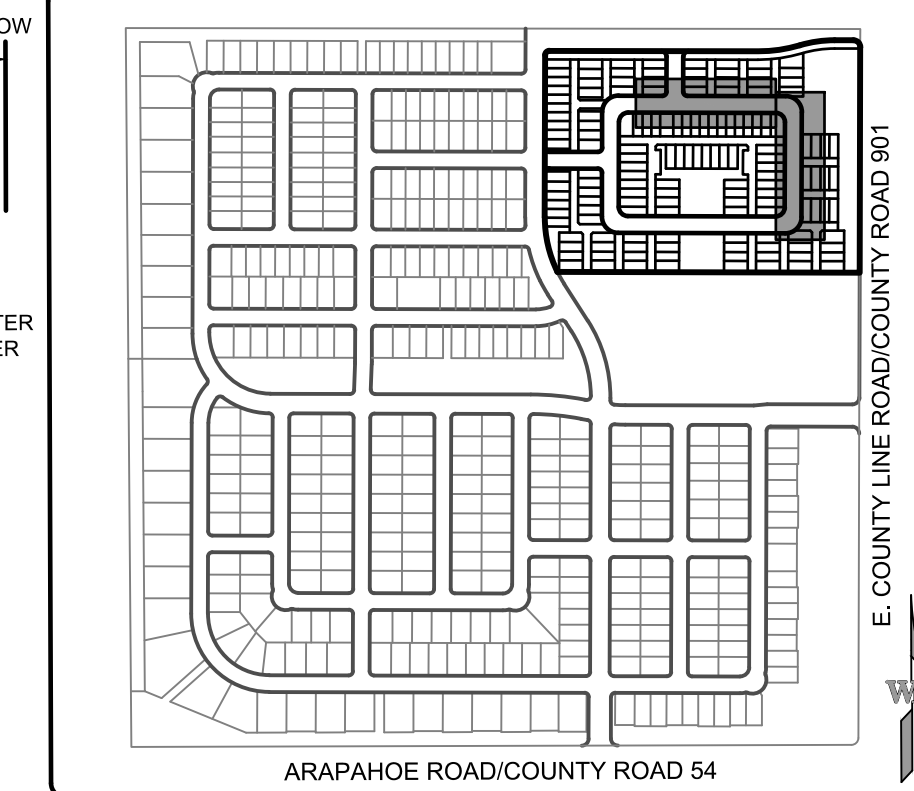 OW
TER
ER
E. COUNTY LINE ROAD/COUNTY ROAD 901
W
ARAPAHOE ROAD/COUNTY ROAD 54